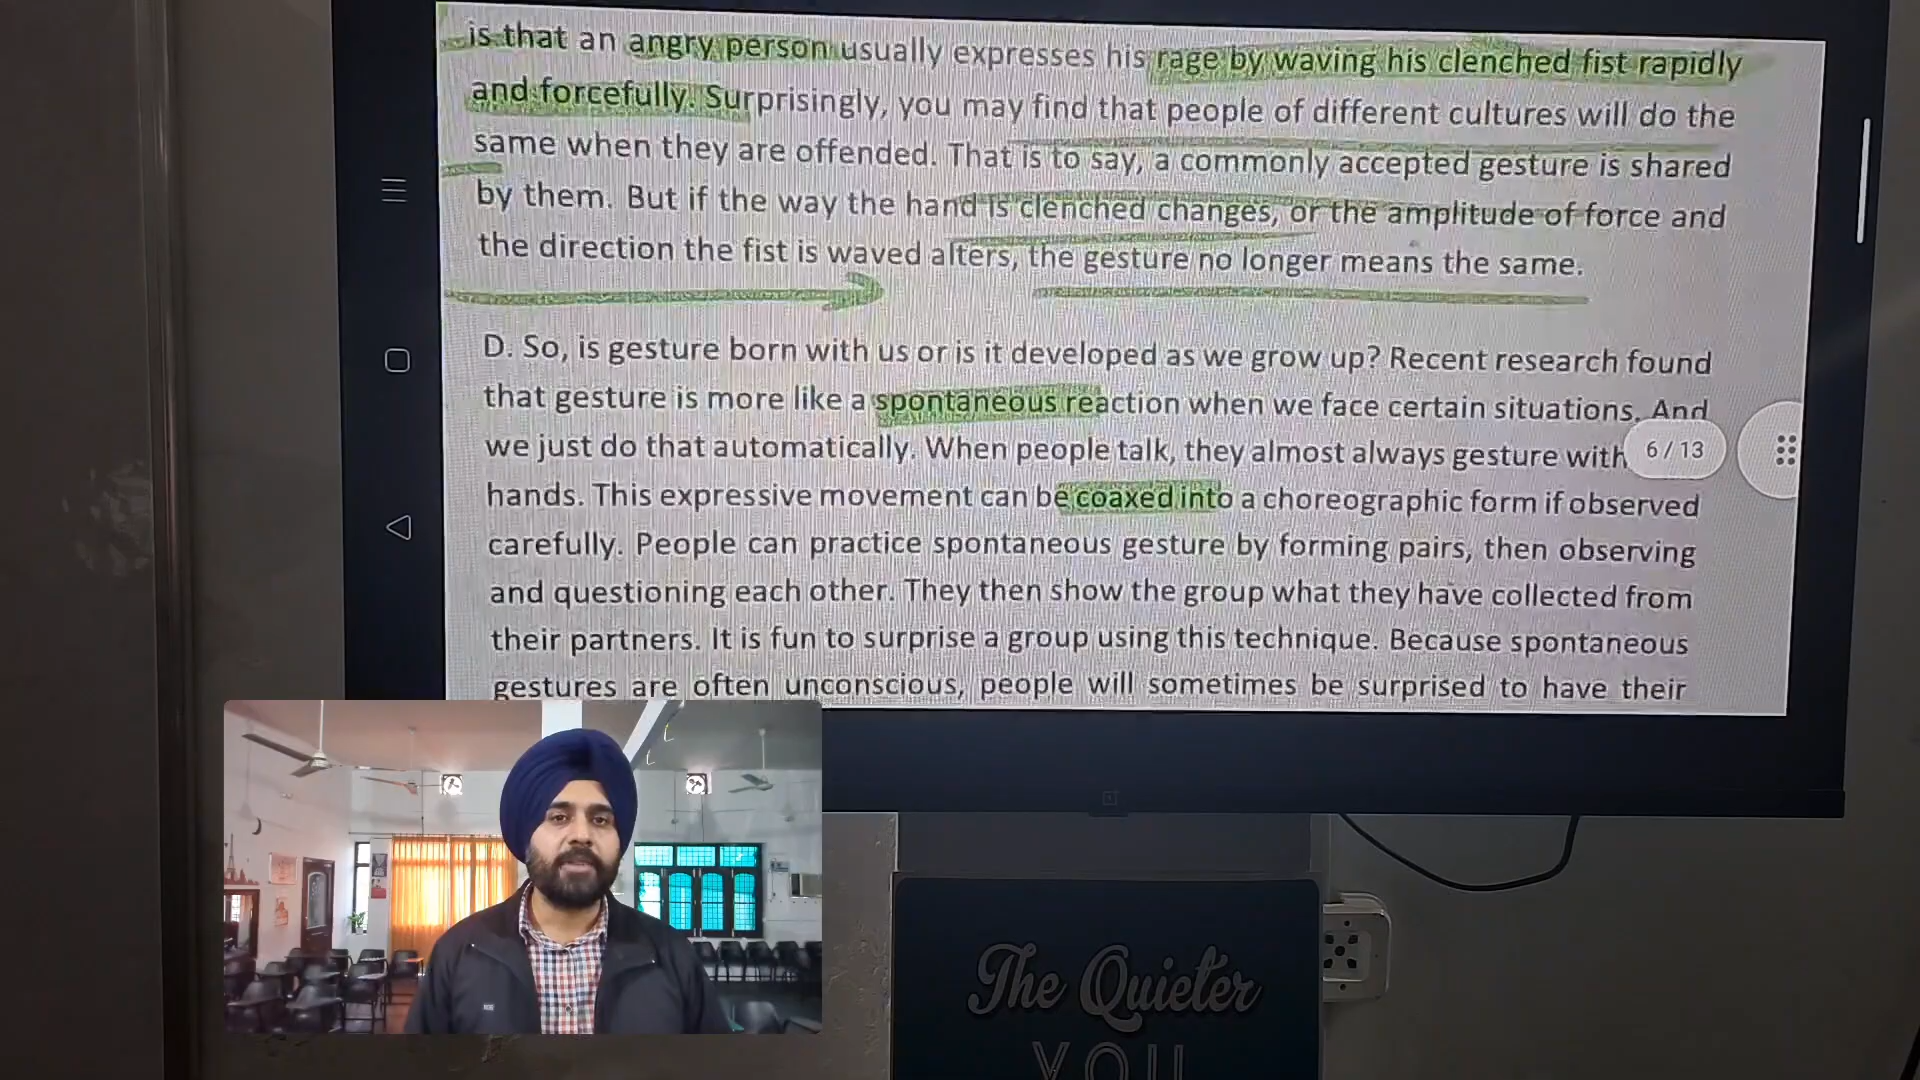 is that an angry person usually expresses his rage by waving his clenched fist rapidly
and forcefully. Surprisingly, you may find that people of different cultures will do the
same when they are offended. That is to say, a commonly accepted gesture is shared
by them. But if the way the hand is clenched changes, or the amplitude of force and
the direction the fist is waved alters, the gesture no longer means the same.
D. So, is gesture born with us or is it developed as we grow up? Recent research found
that gesture is more like a spontaneous reaction when we face certain situations. And
we just do that automatically. When people talk, they almost always gesture with
6 / 13
hands. This expressive movement can be coaxed into a choreographic form if observed
carefully. People can practice spontaneous gesture by forming pairs, then observing
and questioning each other. They then show the group what they have collected from
their partners. It is fun to surprise a group using this technique. Because spontaneous
gestures are often unconscious, people will sometimes be surprised to have their
The Quieter
YOU